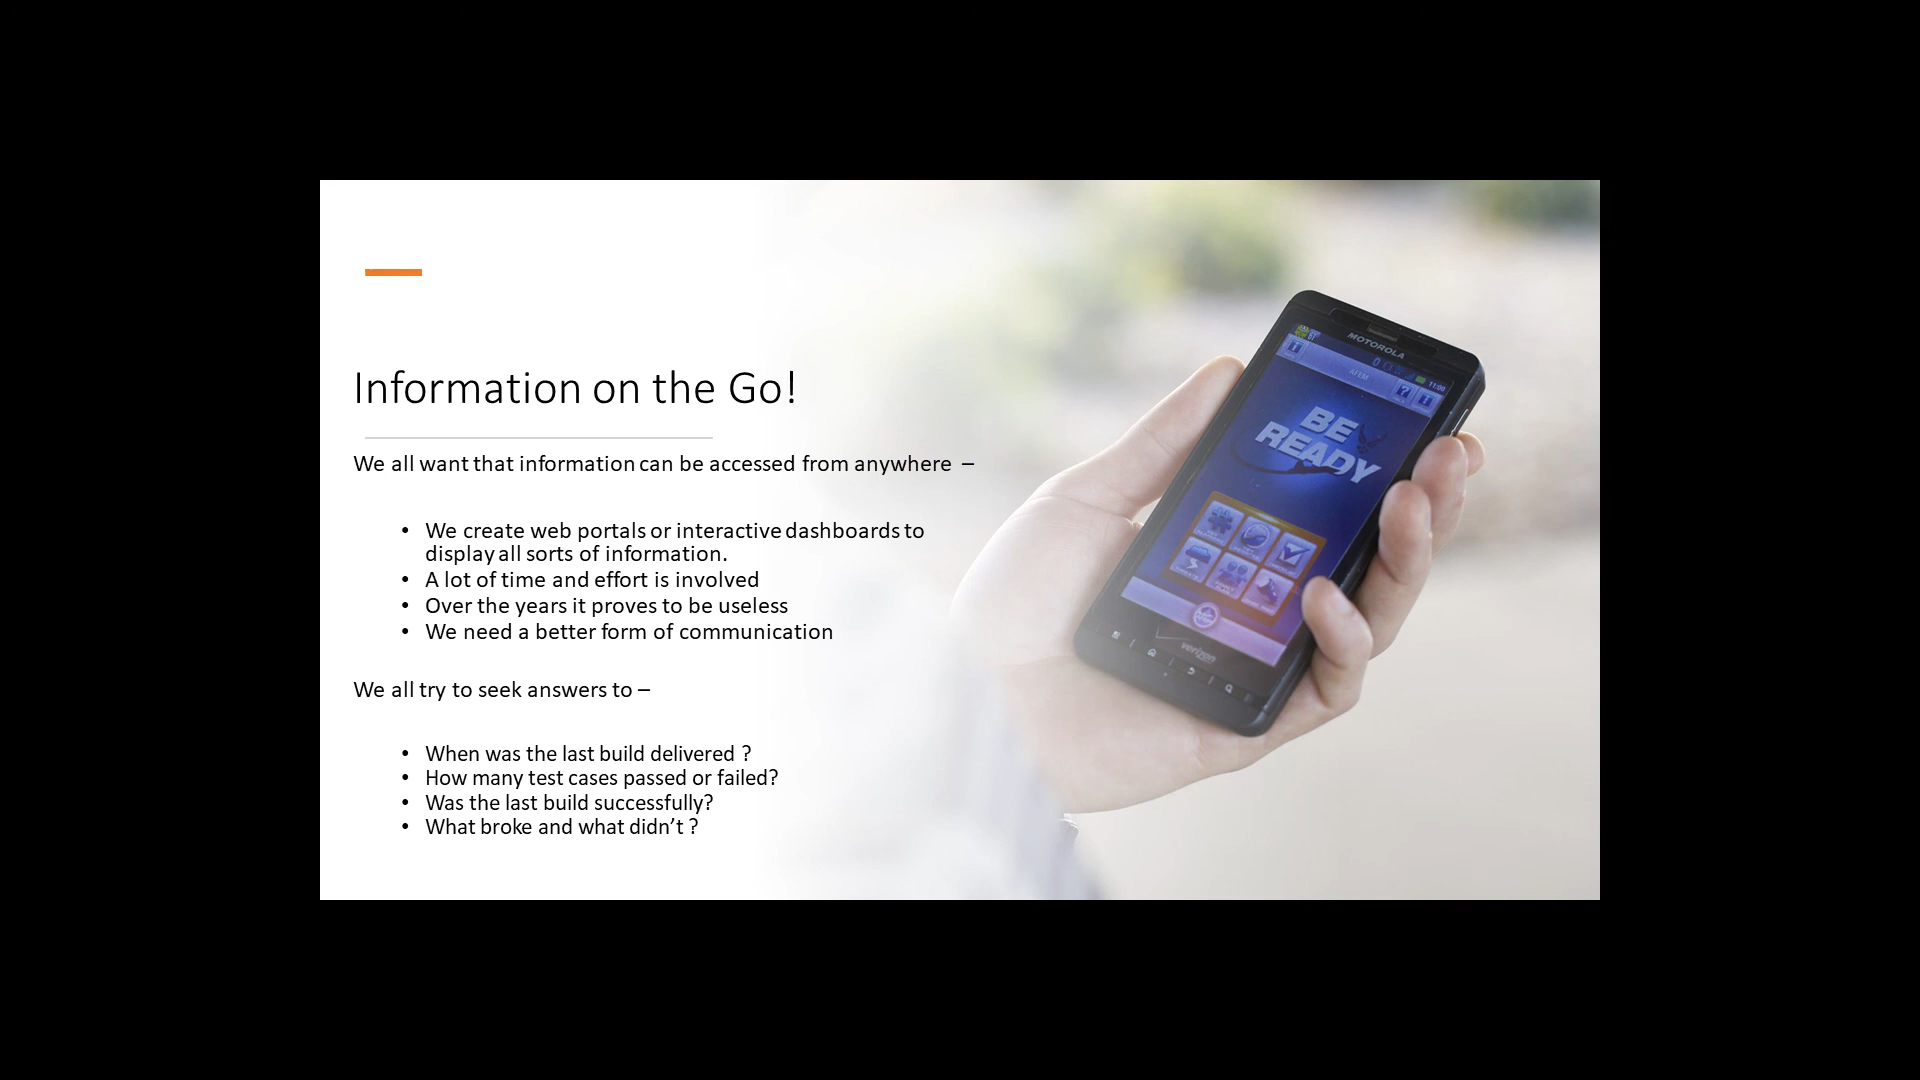 Information on the Go!
We all want that information can be accessed from anywhere –
• We create web portals or interactive dashboards to
display all sorts of information.
• A lot of time and effort is involved
• Over the years it proves to be useless
• We need a better form of communication
We all try to seek answers to –
• When was the last build delivered ?
• How many test cases passed or failed?
• Was the last build successfully?
• What broke and what didn’t ?
MOTOROLA
11:00
BE
READY
verizon